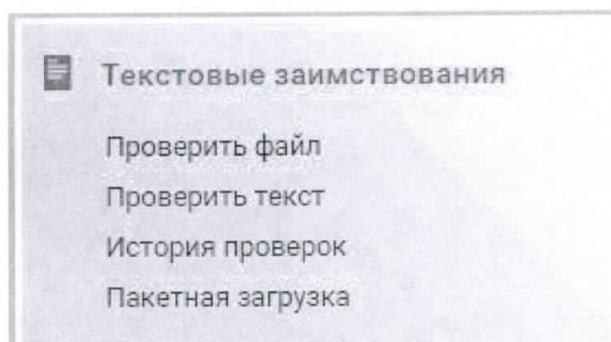 Текстовые заимствования
Проверить файл
Проверить текст
История проверок
Пакетная загрузка